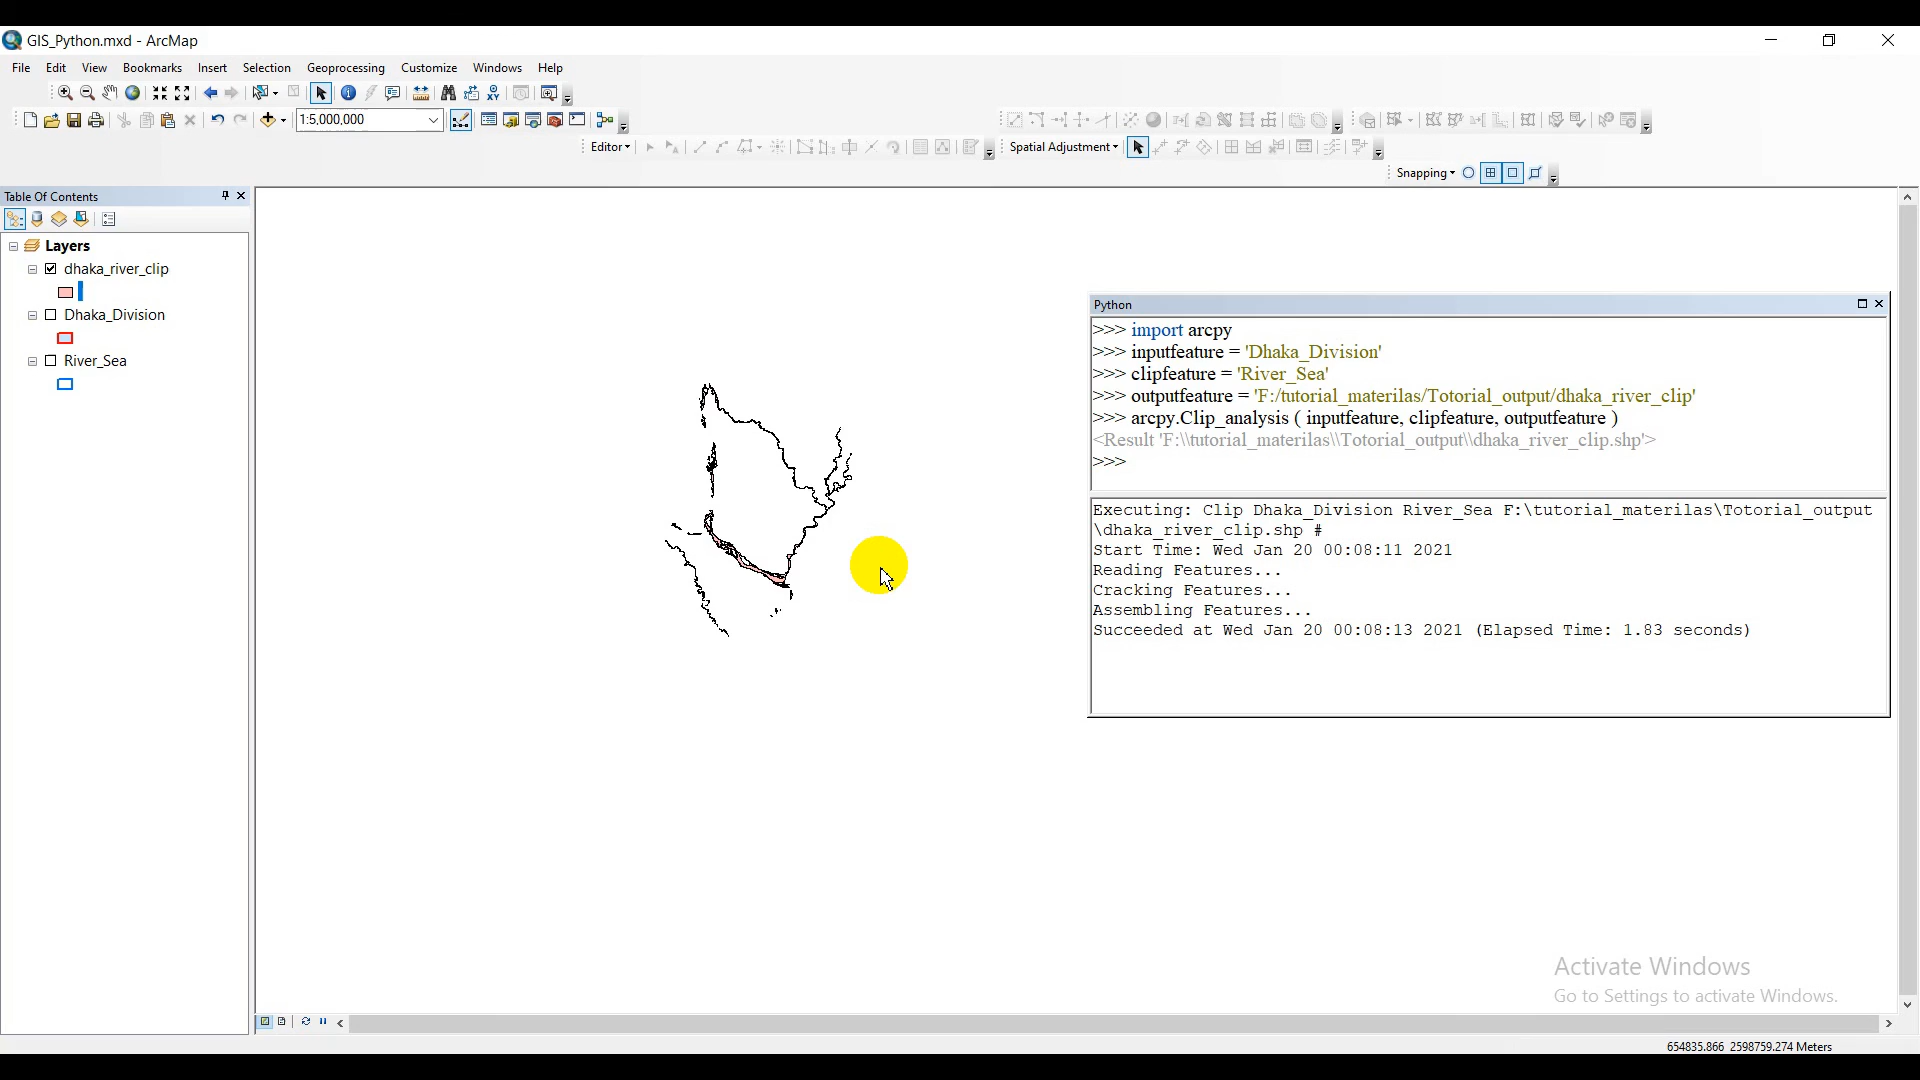 GIS_Python.mxd - ArcMap
File Edit View Bookmarks Insert Selection Geoprocessing Customize Windows Help
1:5,000,000
Editor Spatial Adjustment
Snapping
Table Of Contents
Layers
dhaka_river_clip
Dhaka_Division
River_Sea
Python
>>> import arcpy
>>> inputfeature = 'Dhaka_Division'
>>> clipfeature = 'River_Sea'
>>> outputfeature = 'F:/tutorial_materilas/Totorial_output/dhaka_river_clip'
>>> arcpy.Clip_analysis ( inputfeature, clipfeature, outputfeature )
<Result 'F:\\tutorial_materilas\\Totorial_output\\dhaka_river_clip.shp'>
>>>
Executing: Clip Dhaka_Division River_Sea F:\tutorial_materilas\Totorial_output
\dhaka_river_clip.shp #
Start Time: Wed Jan 20 00:08:11 2021
Reading Features...
Cracking Features...
Assembling Features...
Succeeded at Wed Jan 20 00:08:13 2021 (Elapsed Time: 1.83 seconds)
Activate Windows
Go to Settings to activate Windows.
654835.866 2598759.274 Meters